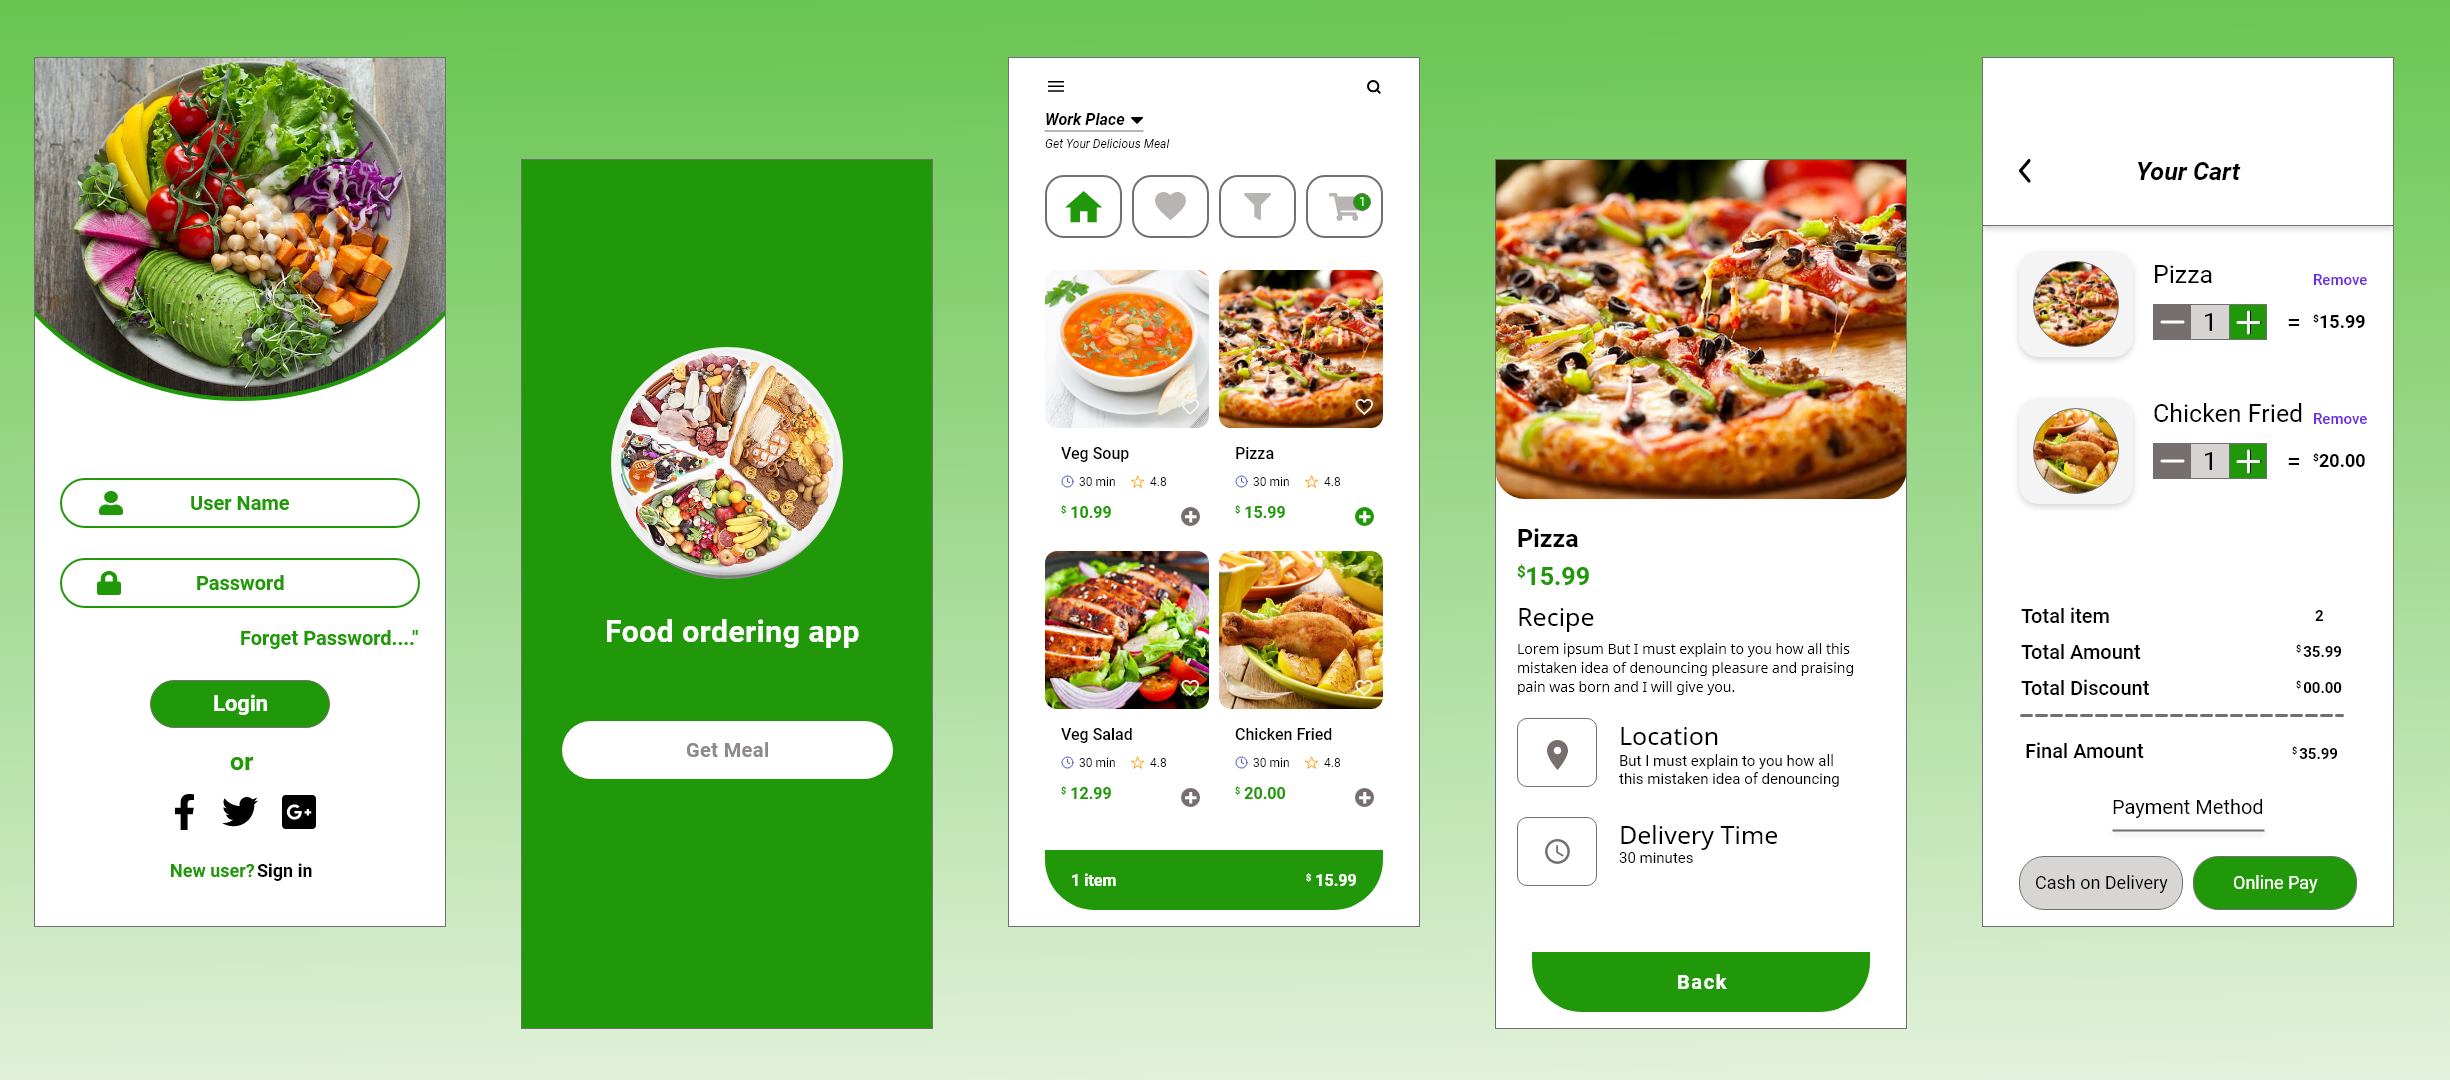 User Name
Password
Forget Password...."
Login
or
G+
New user? Sign in
Food ordering app
Get Meal
Work Place
Get Your Delicious Meal
1
Veg Soup
30 min 4.8
$ 10.99
Pizza
30 min 4.8
$ 15.99
Veg Salad
30 min 4.8
$ 12.99
Chicken Fried
30 min 4.8
$ 20.00
1 item $ 15.99
Pizza
$15.99
Recipe
Lorem ipsum But I must explain to you how all this
mistaken idea of denouncing pleasure and praising
pain was born and I will give you.
Location
But I must explain to you how all
this mistaken idea of denouncing
Delivery Time
30 minutes
Back
Your Cart
Pizza Remove
1 = $15.99
Chicken Fried Remove
1 = $20.00
Total item 2
Total Amount $ 35.99
Total Discount $ 00.00
Final Amount $ 35.99
Payment Method
Cash on Delivery Online Pay